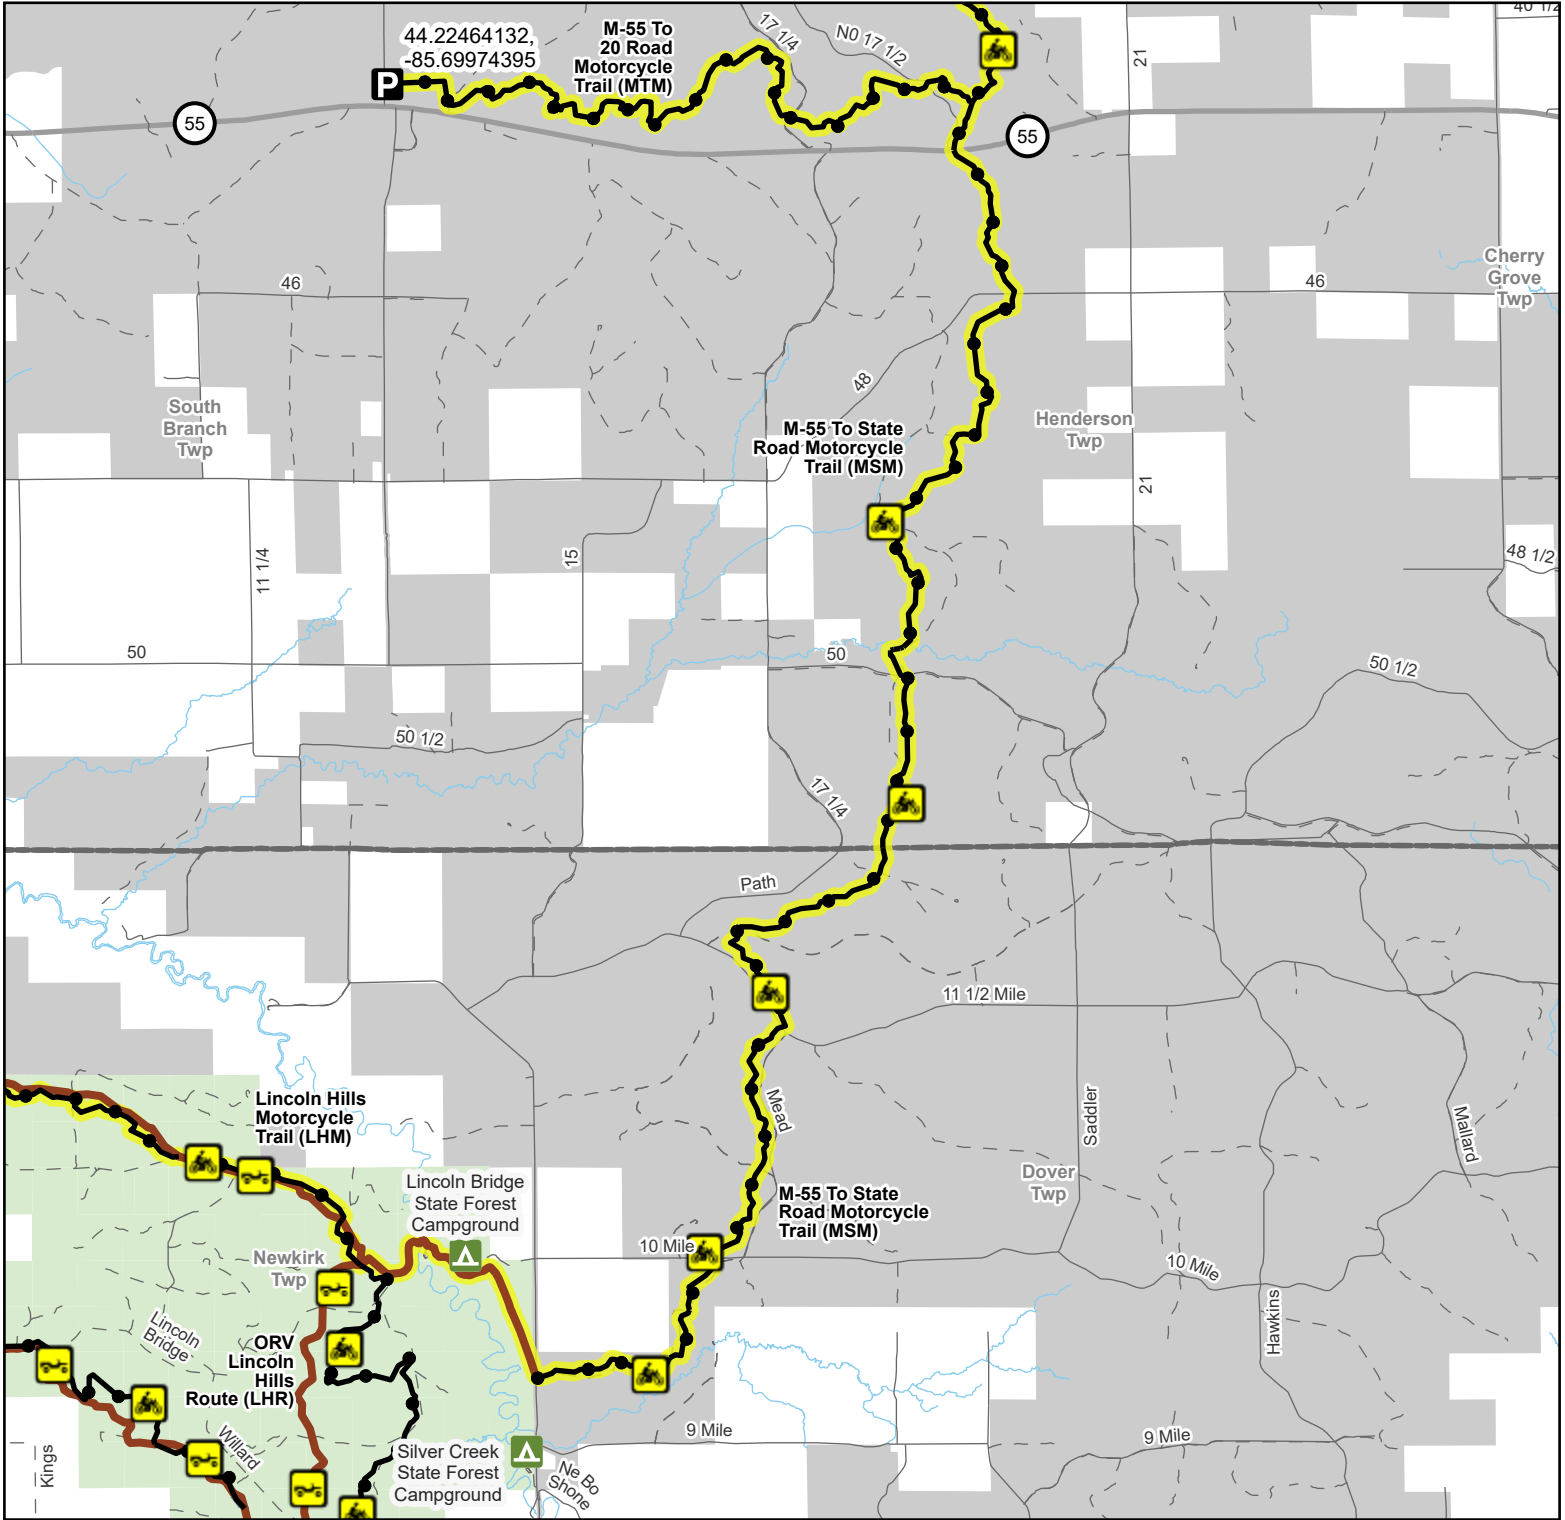 40 1/2
44.22464132,
-85.69974395
P
M-55 To
20 Road
Motorcycle
Trail (MTM)
17 1/4
N0 17 1/2
21
55
55
46
46
Cherry
Grove
Twp
48
South
Branch
Twp
M-55 To State
Road Motorcycle
Trail (MSM)
Henderson
Twp
21
11 1/4
15
48 1/2
50
50
50 1/2
50 1/2
17 1/4
Path
11 1/2 Mile
Lincoln Hills
Motorcycle
Trail (LHM)
Mead
Saddler
Mallard
Lincoln Bridge
State Forest
Campground
M-55 To State
Road Motorcycle
Trail (MSM)
Dover
Twp
Newkirk
Twp
10 Mile
10 Mile
Lincoln
Bridge
ORV
Lincoln
Hills
Route (LHR)
Hawkins
Willard
9 Mile
9 Mile
Kings
Silver Creek
State Forest
Campground
Ne Bo
Shone